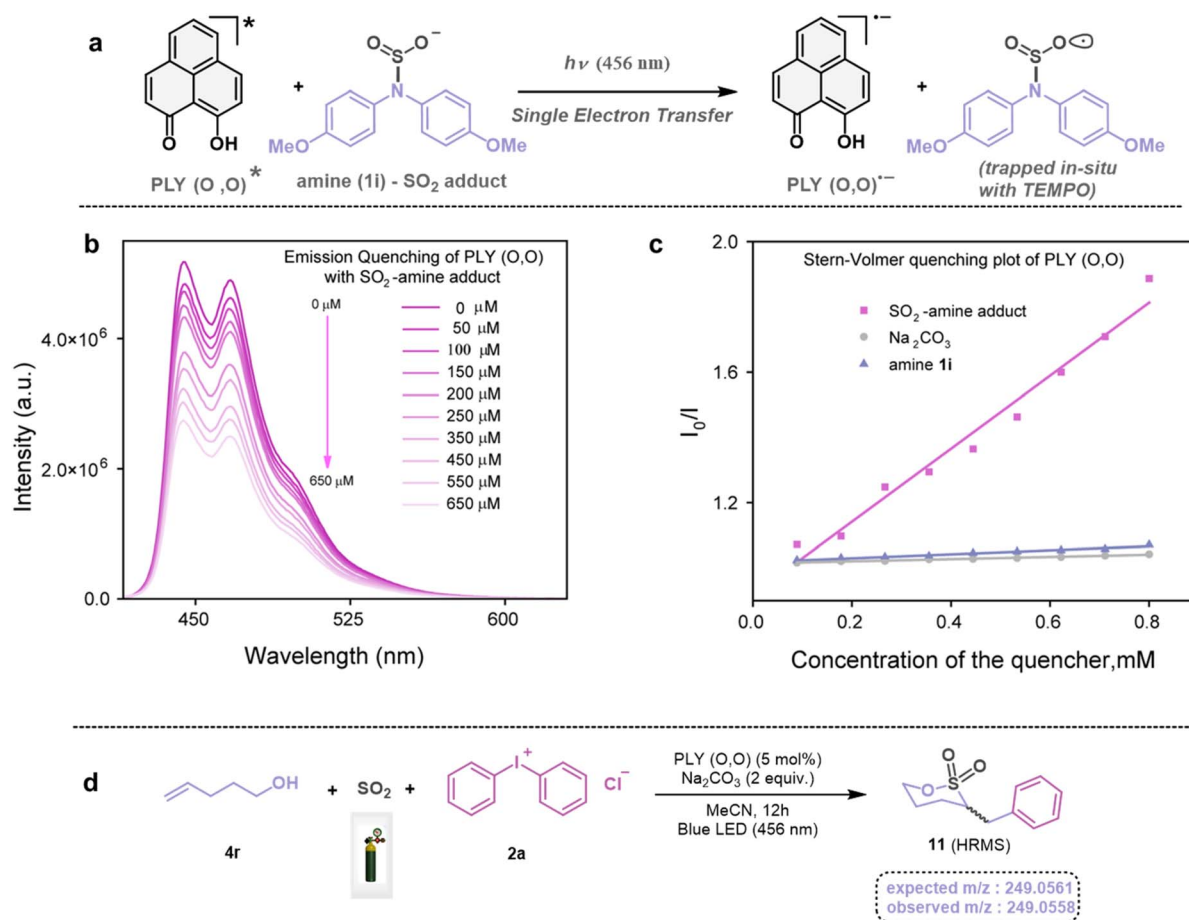 a
*
O
OH
PLY (O ,O)*
+
O
S
O−
N
MeO
OMe
amine (1i) - SO2 adduct
hν (456 nm)
Single Electron Transfer
•−
O
OH
PLY (O,O)•−
+
O
S
O
N
MeO
OMe
(trapped in-situ
with TEMPO)
b
Emission Quenching of PLY (O,O)
with SO2-amine adduct
0 μM
650 μM
0 μM
50 μM
100 μM
150 μM
200 μM
250 μM
350 μM
450 μM
550 μM
650 μM
4.0×10⁶
2.0×10⁶
0.0
Intensity (a.u.)
450
525
600
Wavelength (nm)
c
Stern-Volmer quenching plot of PLY (O,O)
SO2-amine adduct
Na2CO3
amine 1i
2.0
1.6
1.2
I0/I
0.0
0.2
0.4
0.6
0.8
1.0
Concentration of the quencher,mM
d
OH
4r
+
SO2
+
I+
Cl−
2a
PLY (O,O) (5 mol%)
Na2CO3 (2 equiv.)
MeCN, 12h
Blue LED (456 nm)
O
O
O
S
11 (HRMS)
expected m/z : 249.0561
observed m/z : 249.0558